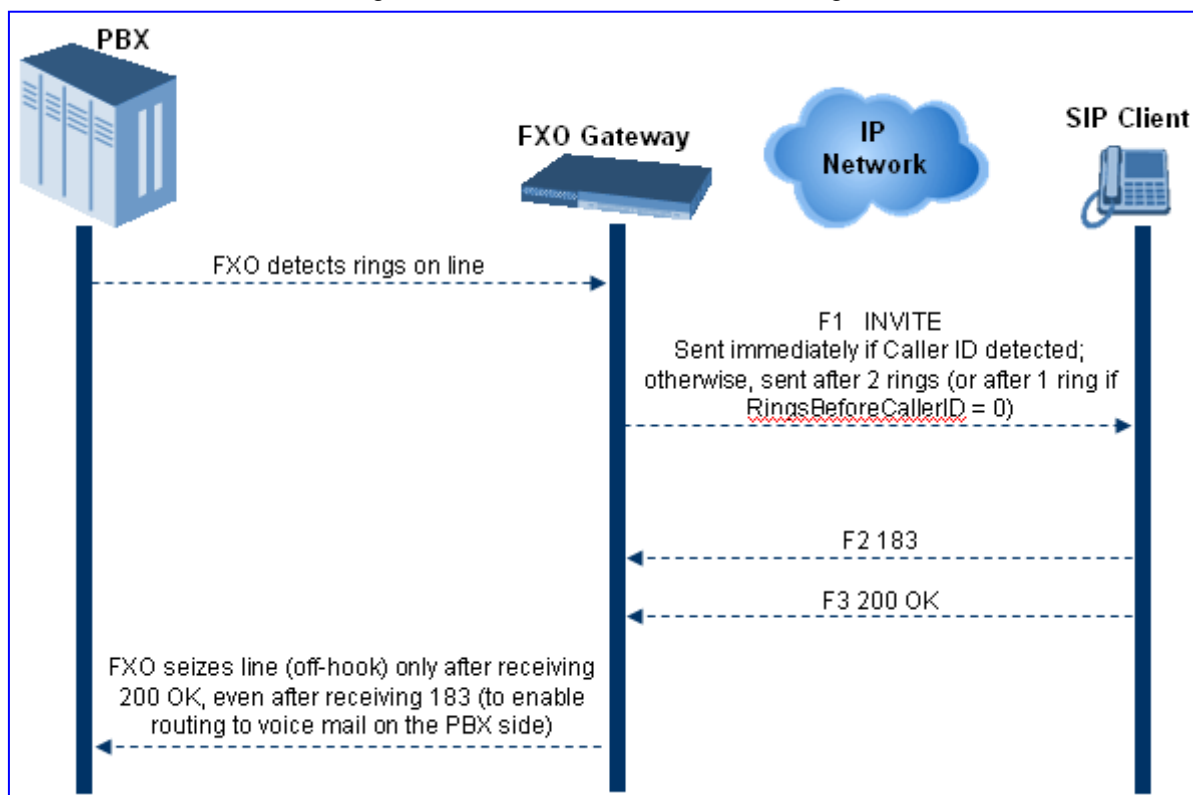 PBX
FXO Gateway
IP
Network
SIP Client
FXO detects rings on line
F1 INVITE
Sent immediately if Caller ID detected;
otherwise, sent after 2 rings (or after 1 ring if
RingsBeforeCallerID = 0)
F2 183
F3 200 OK
FXO seizes line (off-hook) only after receiving
200 OK, even after receiving 183 (to enable
routing to voice mail on the PBX side)